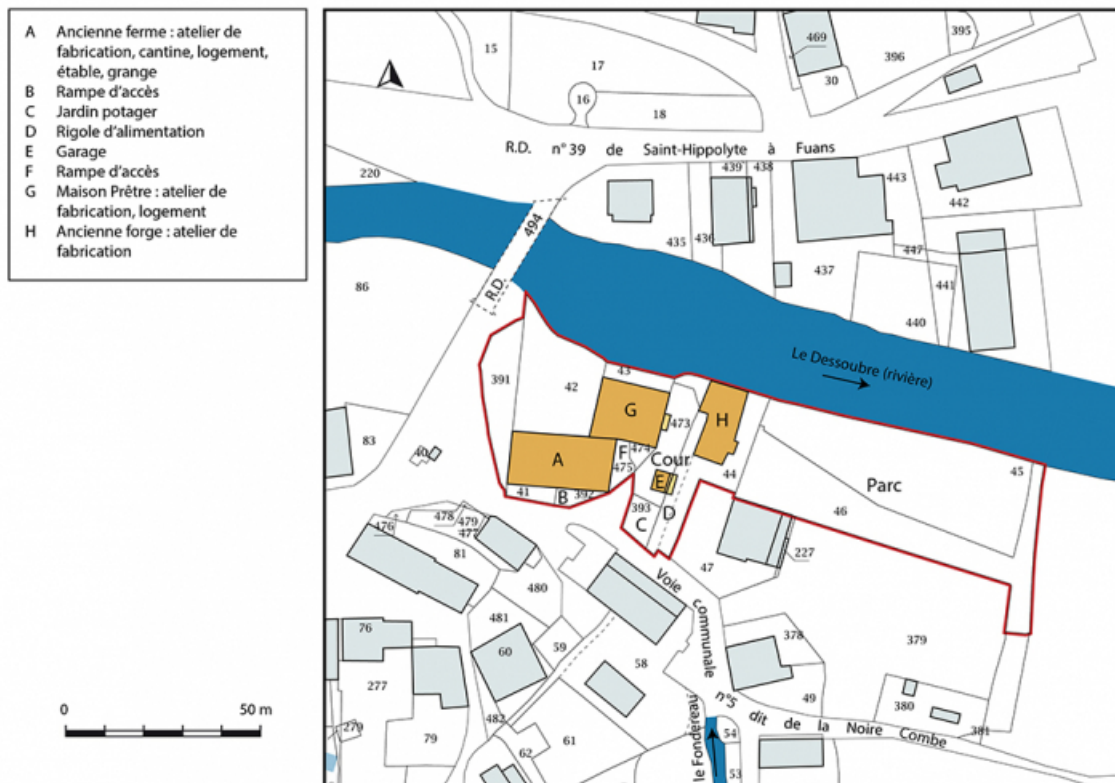 A Ancienne ferme : atelier de
fabrication, cantine, logement,
étable, grange
B Rampe d'accès
C Jardin potager
D Rigole d'alimentation
E Garage
F Rampe d'accès
G Maison Prêtre : atelier de
fabrication, logement
H Ancienne forge : atelier de
fabrication
0 50 m
15
17
16
18
469
30
396
395
R.D. n°39 de Saint-Hippolyte à Fuans
220
494
R.D.
86
435
436
439
438
437
443
442
447
441
440
Le Dessoubre (rivière)
391
42
43
G
473
H
A
F
474
475
Cour
E
44
41
B
392
393
C
D
Parc
45
46
83
40
476
478
479
477
81
480
47
227
Voie communale n°5 dit de la Noire Combe
481
59
60
58
378
379
49
76
277
279
79
482
62
61
380
381
54
53
le Fondereau